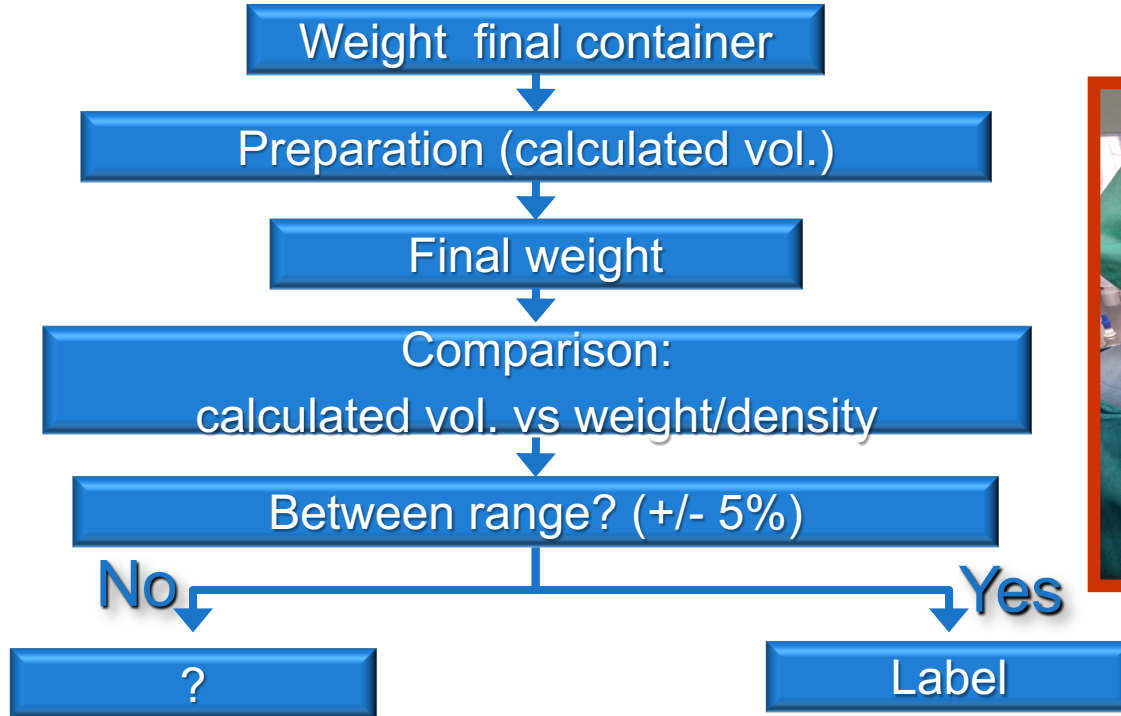 Weight final container
Preparation (calculated vol.)
Final weight
Comparison:
calculated vol. vs weight/density
Between range? (+/- 5%)
No
Yes
?
Label